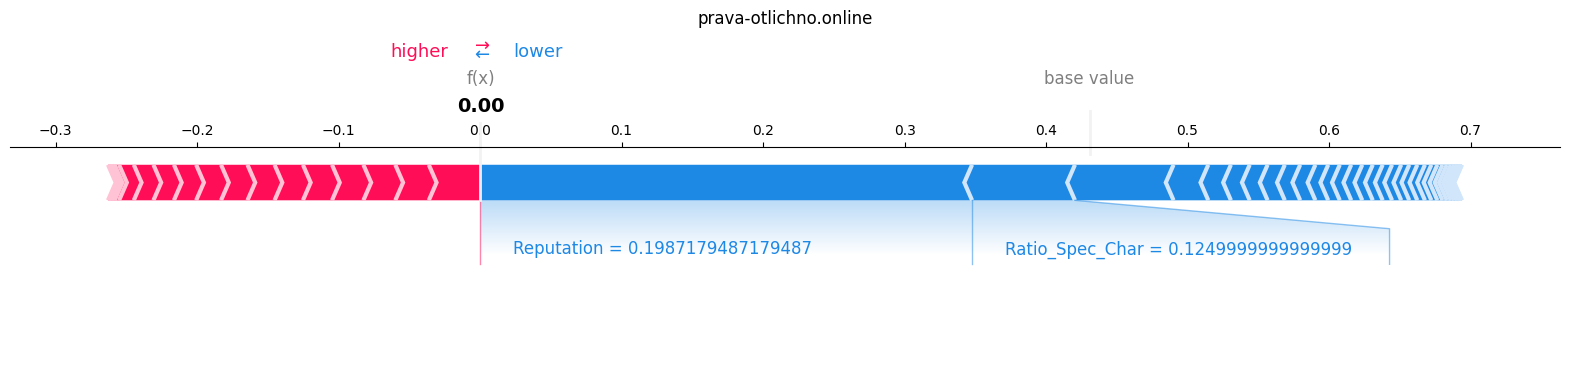 prava-otlichno.online
higher → lower
←
f(x) base value
0.00
−0.3 −0.2 −0.1 0.0 0.1 0.2 0.3 0.4 0.5 0.6 0.7
Reputation = 0.1987179487179487 Ratio_Spec_Char = 0.1249999999999999